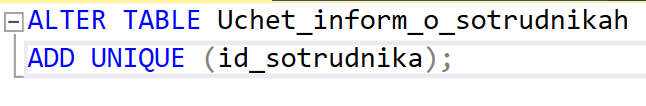 ALTER TABLE Uchet_inform_o_sotrudnikah
ADD UNIQUE (id_sotrudnika);